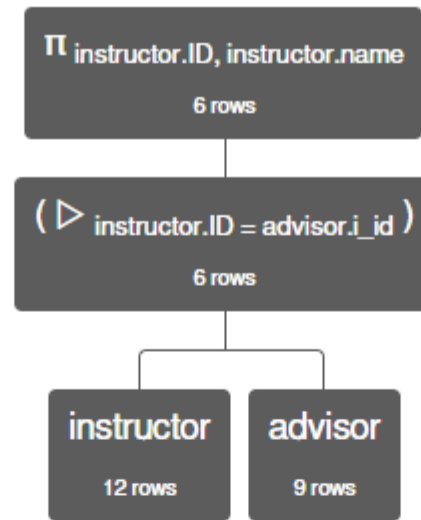 π instructor.ID, instructor.name
6 rows
( ▷ instructor.ID = advisor.i_id )
6 rows
instructor
12 rows
advisor
9 rows